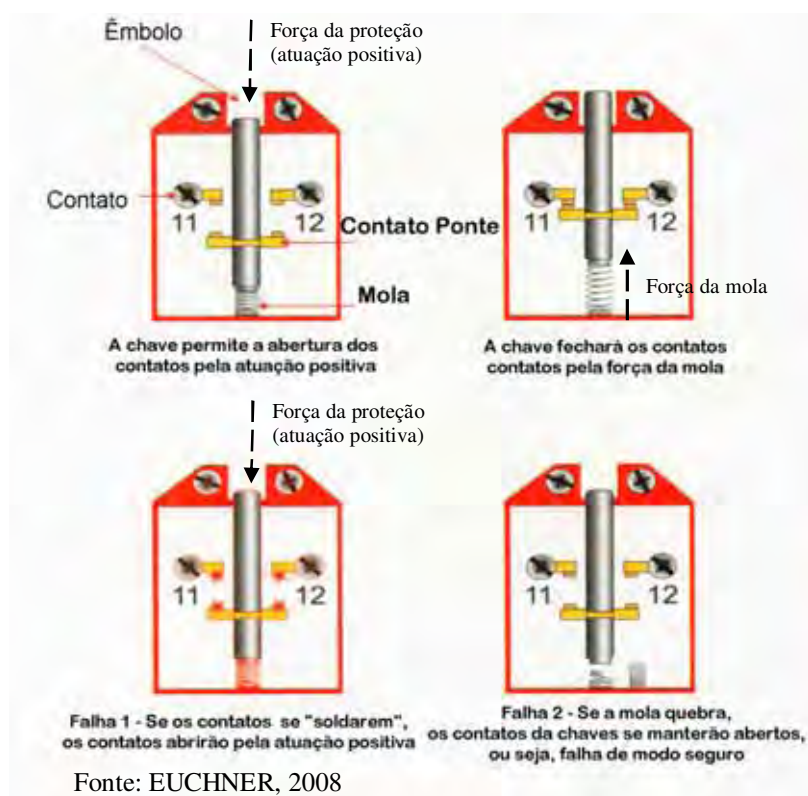 Êmbolo
Força da proteção
(atuação positiva)
Contato
11
12
Contato Ponte
Mola
A chave permite a abertura dos
contatos pela atuação positiva
11
12
Força da mola
A chave fechará os contatos
contatos pela força da mola
Força da proteção
(atuação positiva)
11
12
Falha 1 - Se os contatos se "soldarem",
os contatos abrirão pela atuação positiva
11
12
Falha 2 - Se a mola quebra,
os contatos da chaves se manterão abertos,
ou seja, falha de modo seguro
Fonte: EUCHNER, 2008